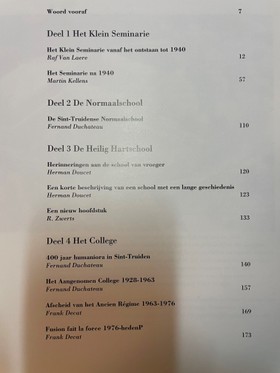 Woord vooraf 7
Deel 1 Het Klein Seminarie
Het Klein Seminarie vanaf het ontstaan tot 1940
Raf Van Laere 12
Het Seminarie na 1940
Martin Kellens 57
Deel 2 De Normaalschool
De Sint-Truidense Normaalschool
Fernand Duchateau 110
Deel 3 De Heilig Hartschool
Herinneringen aan de school van vroeger
Herman Doucet 120
Een korte beschrijving van een school met een lange geschiedenis
Herman Doucet 123
Een nieuw hoofdstuk
R. Zwerts 133
Deel 4 Het College
400 jaar humaniora in Sint-Truiden
Fernand Duchateau 140
Het Aangenomen College 1928-1963
Fernand Duchateau 157
Afscheid van het Ancien Régime 1963-1976
Frank Decat 169
Fusion fait la force 1976-hedenP
Frank Decat 173